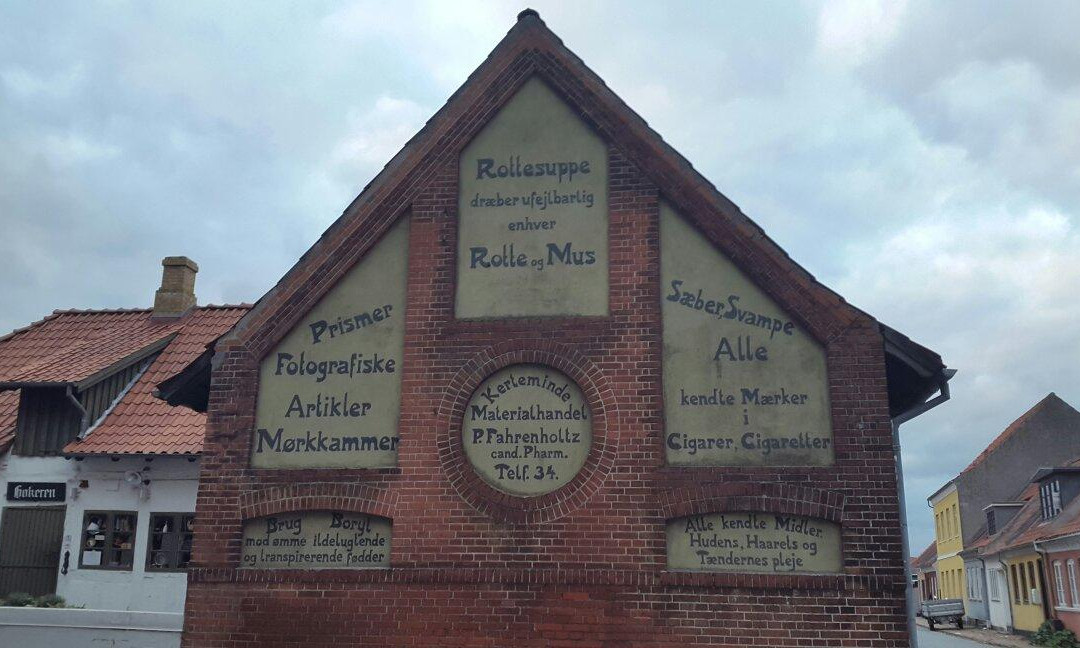 Rottesuppe
dræber ufejlbarlig
enhver
Rotte og Mus
Prismer
Fotografiske
Artikler
Mørkkammer
Sæber, Svampe
Alle
kendte Mærker
i
Cigarer, Cigaretter
Kerteminde
Materialhandel
P. Fahrenholtz
cand. Pharm.
Telf. 34.
Brug Boryl
mod ømme ildelugtende
og transpirerende fødder
Alle kendte Midler
Hudens, Haarels og
Tændernes pleje
Høkeren